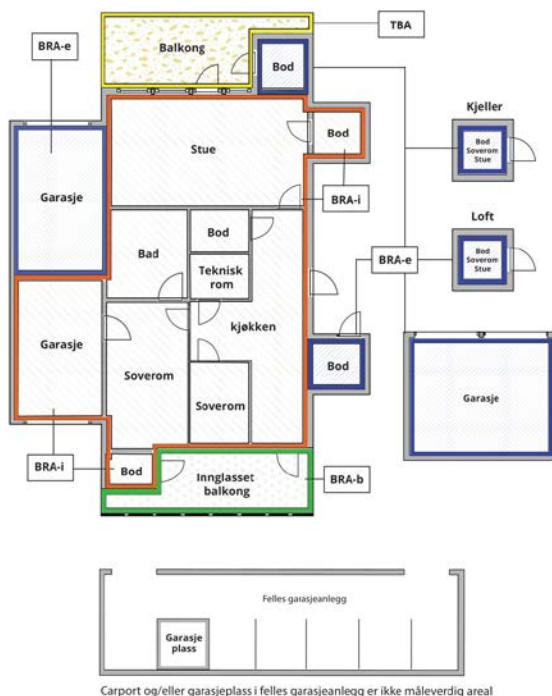 TBA
BRA-e
Balkong
Bod
Kjeller
Bod
Soverom
Stue
Stue
Bod
Garasje
BRA-i
Loft
Bod
Bod
Soverom
Stue
Bad
Teknisk
rom
BRA-e
Garasje
kjøkken
Soverom
Bod
Garasje
Soverom
BRA-i
Bod
Innglasset
balkong
BRA-b
Felles garasjeanlegg
Garasje
plass
Carport og/eller garasjeplass i felles garasjeanlegg er ikke måleverdig areal